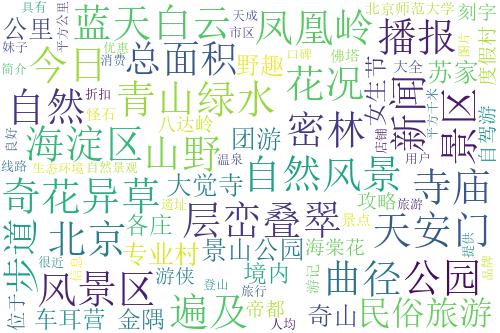 具有 天成 蓝天白云 凤凰岭 北京师范大学 刻字
公里 平方公里 市区 播报 图片
妹子 优惠 总面积 佛塔 口碑 大全 苏家 度假村
简介 今日 消费 野趣 花况 女生节 新闻
折扣 青山绿水 店铺 平方千米 景区 自驾游
自然 怪石 八达岭 密林
良好 海淀区 山野 团游 温泉 用户
线路 生态环境 自然景观 自然风景 攻略 旅游 寺庙
奇花异草 大觉寺 遗址 景点
步道 北京 各庄 层峦叠翠 海棠花 天安门 提供
专业村 景山公园 游记 信息 品牌
风景区 很近 游侠 境内 登山 曲径 公园
位于 车耳营 金隅 遍及 帝都 旅行 奇山 人均 民俗旅游